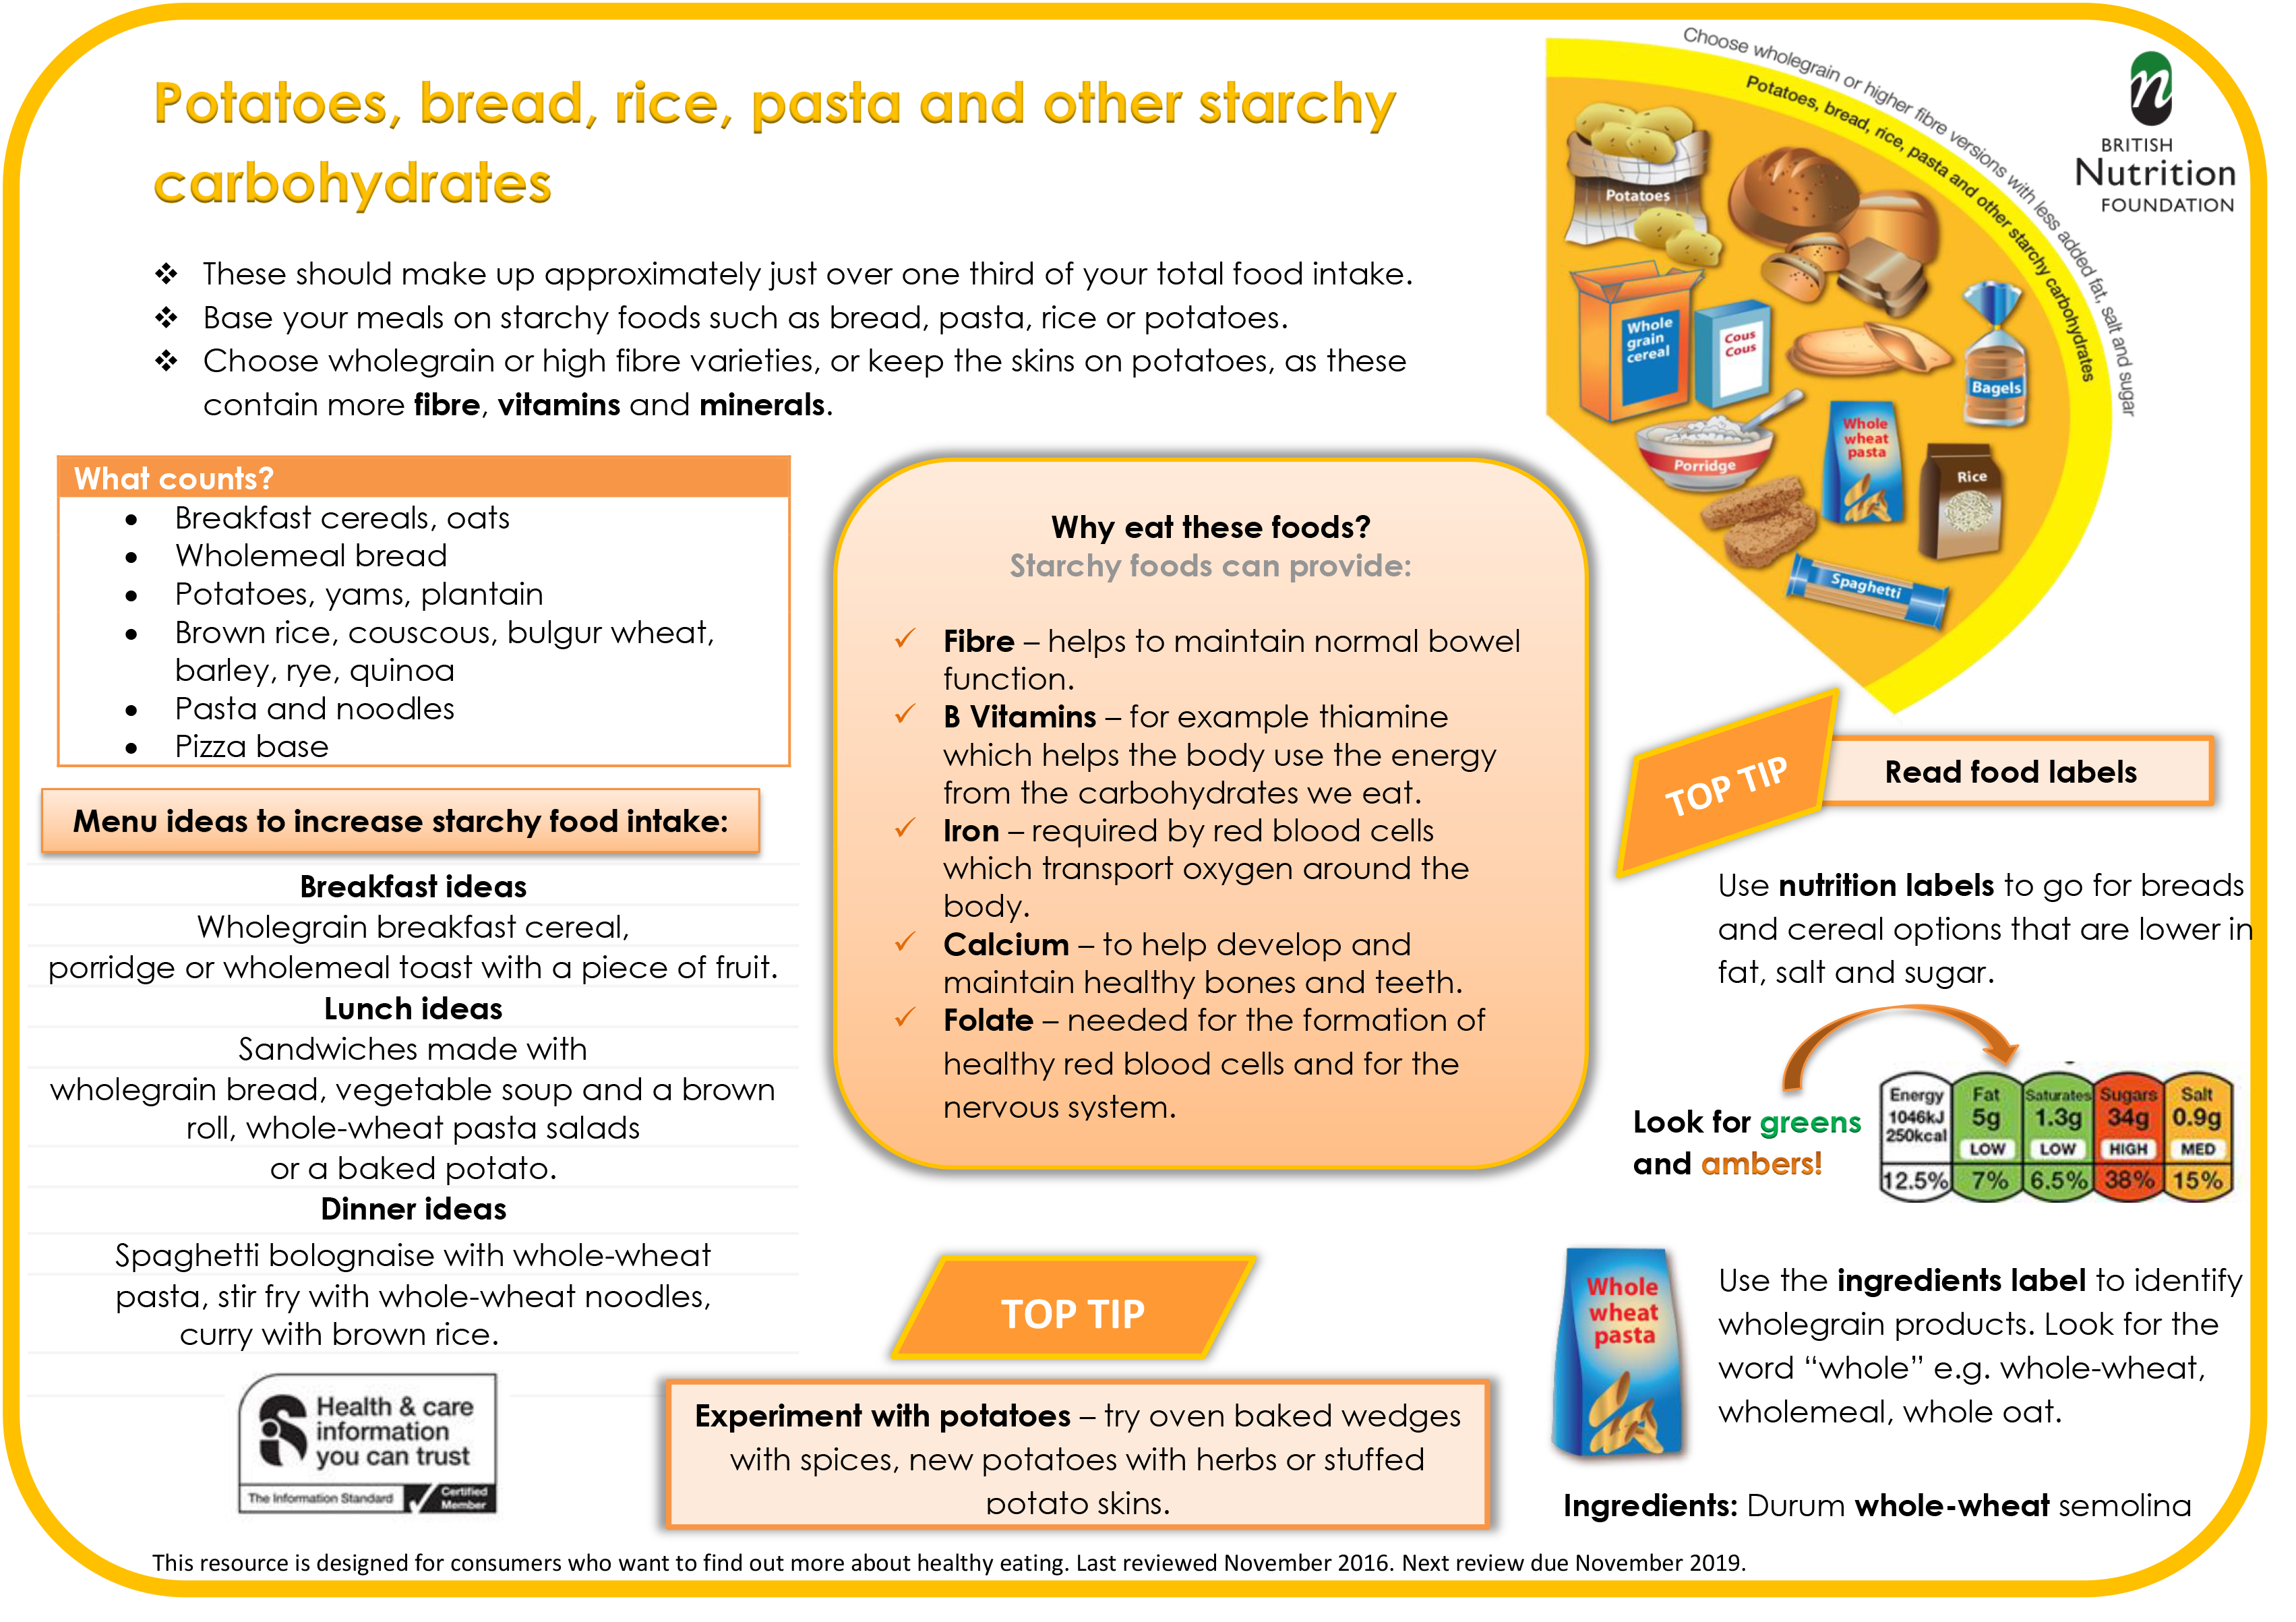 Potatoes, bread, rice, pasta and other starchy
carbohydrates
❖ These should make up approximately just over one third of your total food intake.
❖ Base your meals on starchy foods such as bread, pasta, rice or potatoes.
❖ Choose wholegrain or high fibre varieties, or keep the skins on potatoes, as these
contain more fibre, vitamins and minerals.
Choose wholegrain or higher fibre versions with less added fat, salt and sugar
Potatoes, bread, rice, pasta and other starchy carbohydrates
Potatoes
Whole
grain
cereal
Cous
Cous
Bagels
Porridge
Whole
wheat
pasta
Rice
Spaghetti
n
BRITISH
Nutrition
FOUNDATION
What counts?
• Breakfast cereals, oats
• Wholemeal bread
• Potatoes, yams, plantain
• Brown rice, couscous, bulgur wheat,
barley, rye, quinoa
• Pasta and noodles
• Pizza base
Menu ideas to increase starchy food intake:
Breakfast ideas
Wholegrain breakfast cereal,
porridge or wholemeal toast with a piece of fruit.
Lunch ideas
Sandwiches made with
wholegrain bread, vegetable soup and a brown
roll, whole-wheat pasta salads
or a baked potato.
Dinner ideas
Spaghetti bolognaise with whole-wheat
pasta, stir fry with whole-wheat noodles,
curry with brown rice.
Health & care
information
you can trust
The Information Standard
Certified
Member
Why eat these foods?
Starchy foods can provide:
✓ Fibre – helps to maintain normal bowel
function.
✓ B Vitamins – for example thiamine
which helps the body use the energy
from the carbohydrates we eat.
✓ Iron – required by red blood cells
which transport oxygen around the
body.
✓ Calcium – to help develop and
maintain healthy bones and teeth.
✓ Folate – needed for the formation of
healthy red blood cells and for the
nervous system.
TOP TIP
Experiment with potatoes – try oven baked wedges
with spices, new potatoes with herbs or stuffed
potato skins.
TOP TIP
Read food labels
Use nutrition labels to go for breads
and cereal options that are lower in
fat, salt and sugar.
Look for greens
and ambers!
Energy
1046kJ
250kcal
12.5%
Fat
5g
LOW
7%
Saturates
1.3g
LOW
6.5%
Sugars
34g
HIGH
38%
Salt
0.9g
MED
15%
Whole
wheat
pasta
Use the ingredients label to identify
wholegrain products. Look for the
word “whole” e.g. whole-wheat,
wholemeal, whole oat.
Ingredients: Durum whole-wheat semolina
This resource is designed for consumers who want to find out more about healthy eating. Last reviewed November 2016. Next review due November 2019.